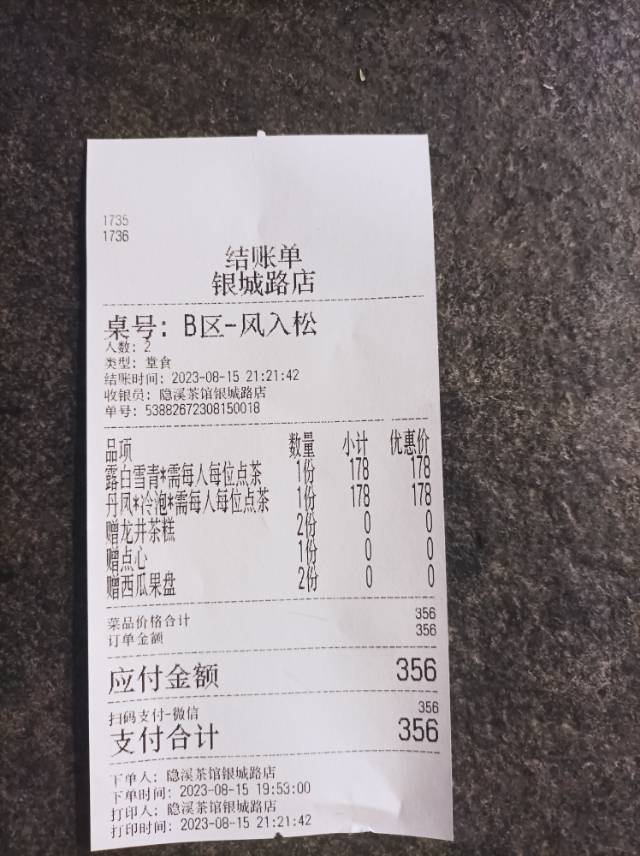 1735
1736
结账单
银城路店
桌号: B区-风入松
人数: 2
类型: 堂食
结账时间: 2023-08-15 21:21:42
收银员: 隐溪茶馆银城路店
单号: 53882672308150018
品项 数量 小计 优惠价
露白雪青*需每人每位点茶 1份 178 178
丹凤*冷泡*需每人每位点茶 1份 178 178
赠龙井茶糕 2份 0 0
赠点心 1份 0 0
赠西瓜果盘 2份 0 0
菜品价格合计 356
订单金额 356
应付金额 356
扫码支付-微信 356
支付合计 356
下单人: 隐溪茶馆银城路店
下单时间: 2023-08-15 19:53:00
打印人: 隐溪茶馆银城路店
打印时间: 2023-08-15 21:21:42